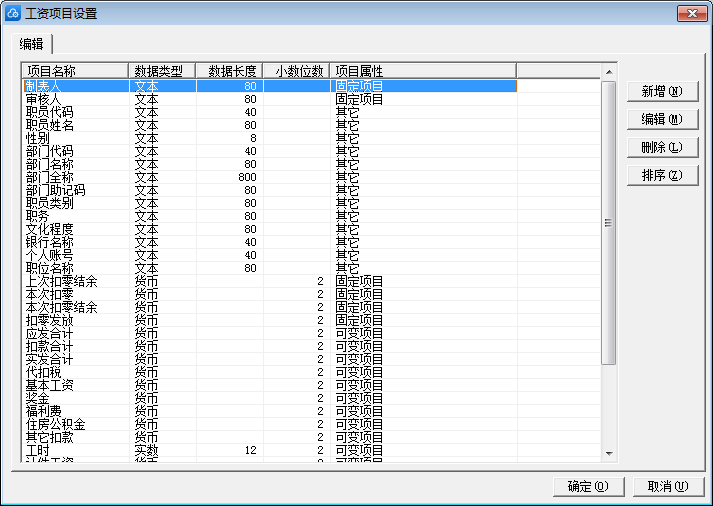 工资项目设置
编辑
项目名称 数据类型 数据长度 小数位数 项目属性
制表人 文本 80 固定项目
审核人 文本 80 固定项目
职员代码 文本 40 其它
职员姓名 文本 80 其它
性别 文本 8 其它
部门代码 文本 40 其它
部门名称 文本 80 其它
部门全称 文本 800 其它
部门助记码 文本 80 其它
职员类别 文本 80 其它
职务 文本 80 其它
文化程度 文本 80 其它
银行名称 文本 40 其它
个人账号 文本 40 其它
职位名称 文本 80 其它
上次扣零结余 货币 2 固定项目
本次扣零 货币 2 固定项目
本次扣零结余 货币 2 固定项目
扣零发放 货币 2 固定项目
应发合计 货币 2 可变项目
扣款合计 货币 2 可变项目
实发合计 货币 2 可变项目
代扣税 货币 2 可变项目
基本工资 货币 2 可变项目
奖金 货币 2 可变项目
福利费 货币 2 可变项目
住房公积金 货币 2 可变项目
其它扣款 货币 2 可变项目
工时 实数 12 2 可变项目
计件工资 货币 2 可变项目
新增(N)
编辑(M)
删除(L)
排序(Z)
确定(O) 取消(U)